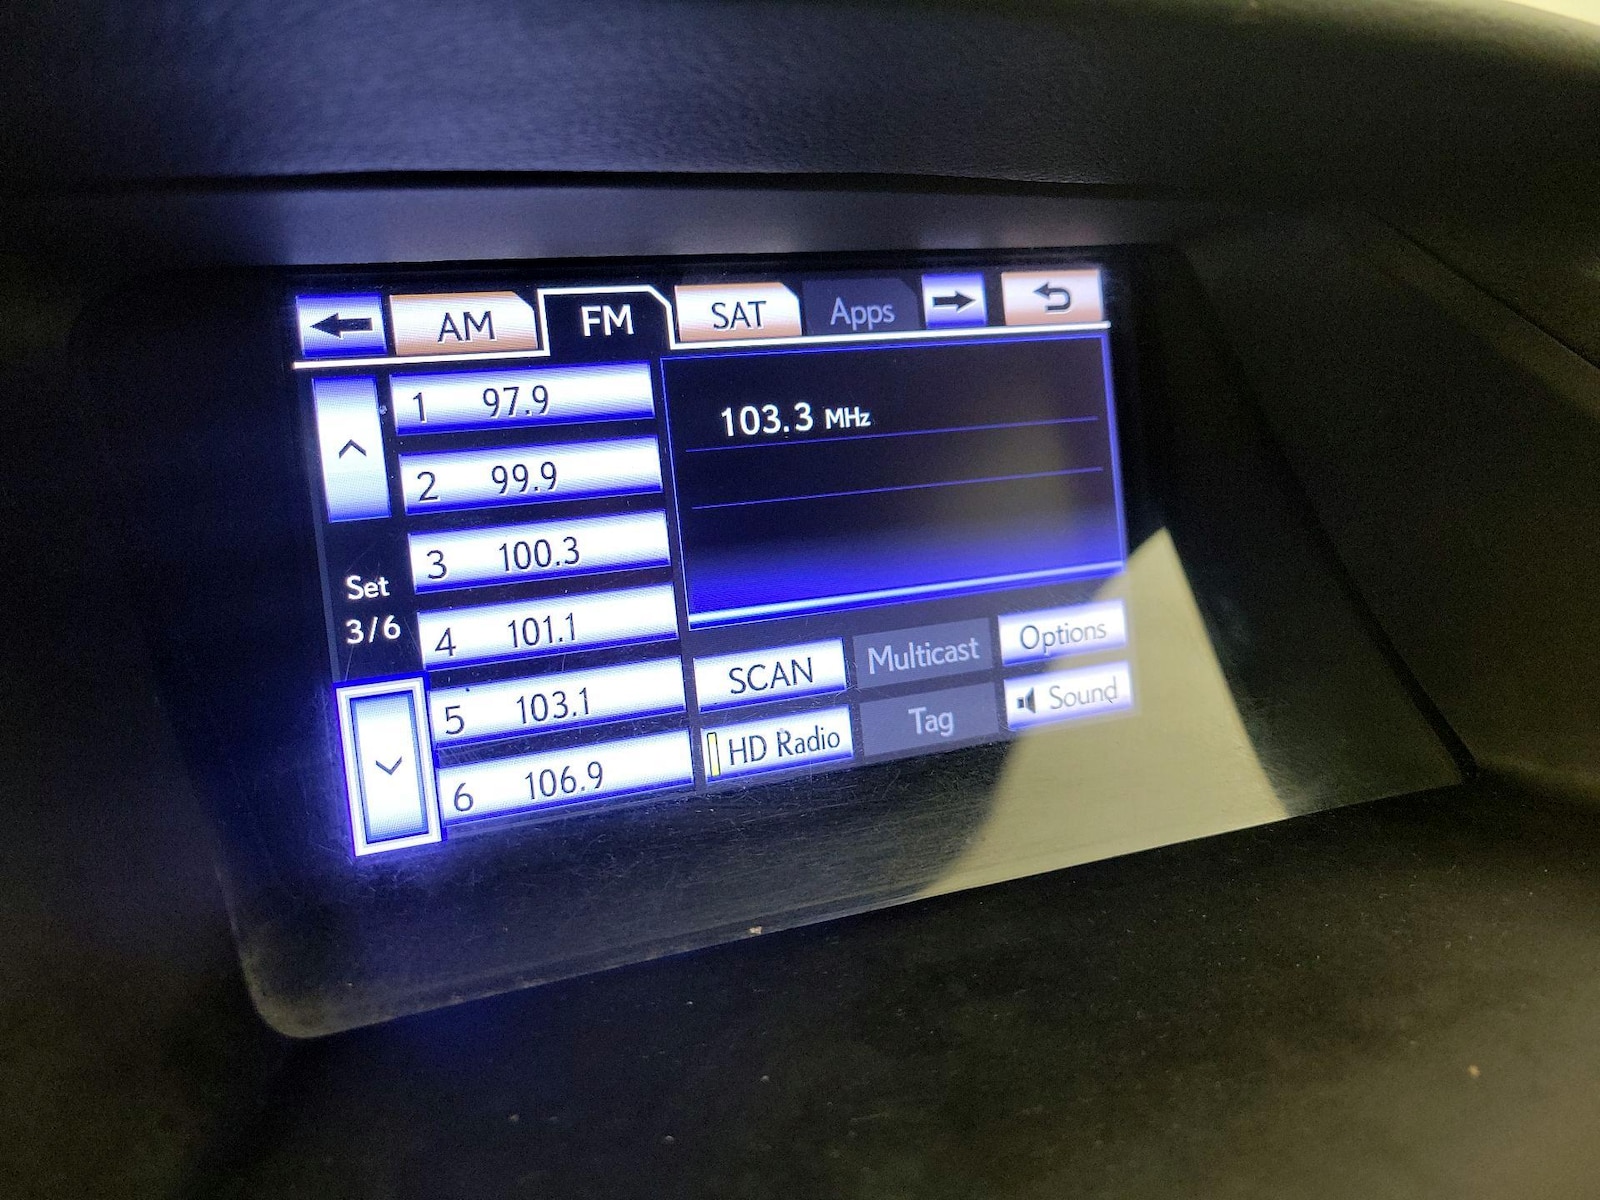 AM FM SAT Apps
1 97.9
103.3 MHz
2 99.9
3 100.3
Set
3/6
4 101.1
5 103.1
6 106.9
SCAN Multicast Options
HD Radio Tag Sound